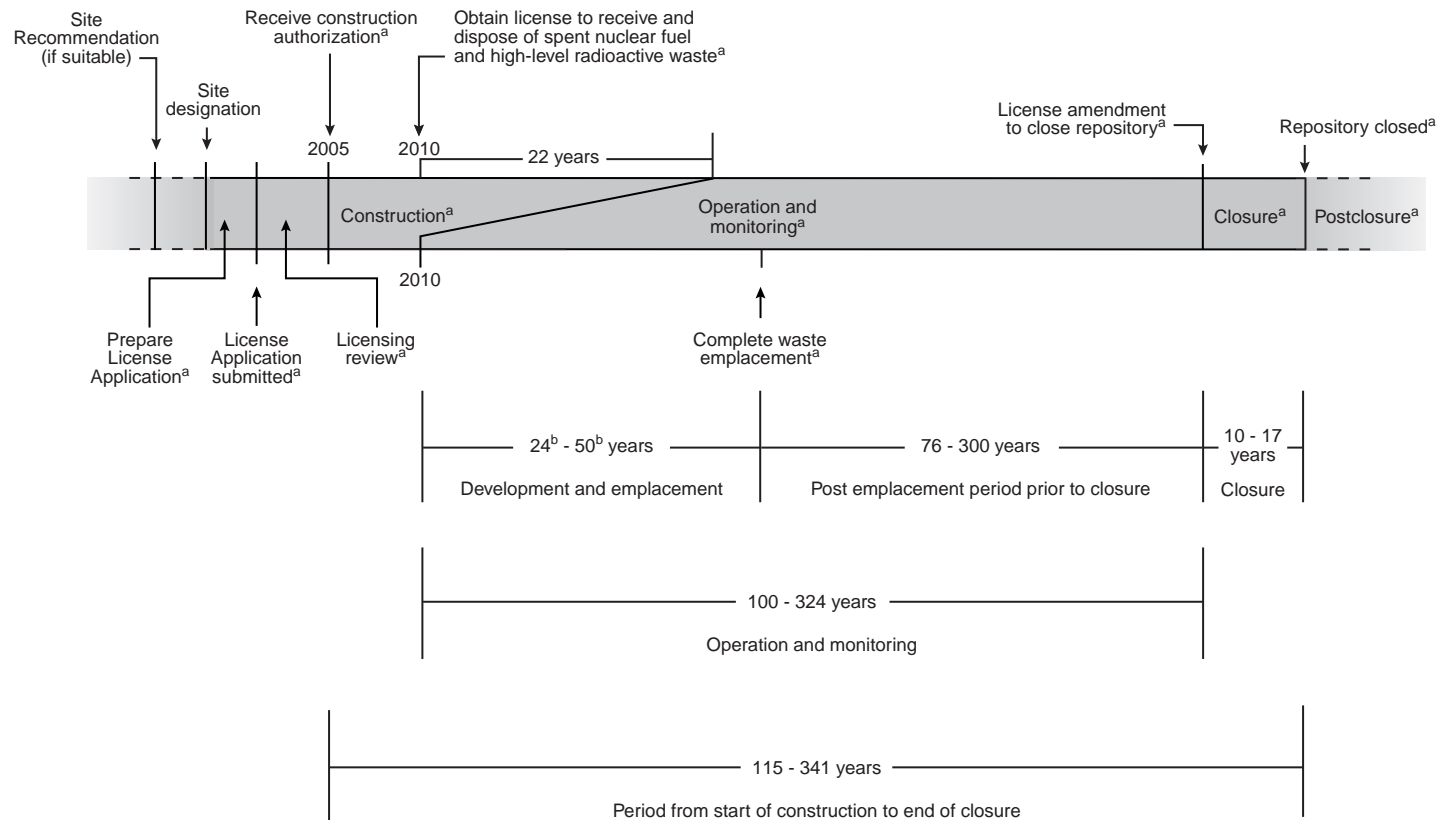 Site
Recommendation
(if suitable)
Site
designation
Receive construction
authorizationᵃ
Obtain license to receive and
dispose of spent nuclear fuel
and high-level radioactive wasteᵃ
License amendment
to close repositoryᵃ
Repository closedᵃ
2005
2010
22 years
Constructionᵃ
Operation and
monitoringᵃ
Closureᵃ
Postclosureᵃ
2010
Prepare
License
Applicationᵃ
License
Application
submittedᵃ
Licensing
reviewᵃ
Complete waste
emplacementᵃ
24ᵇ - 50ᵇ years
Development and emplacement
76 - 300 years
Post emplacement period prior to closure
10 - 17
years
Closure
100 - 324 years
Operation and monitoring
115 - 341 years
Period from start of construction to end of closure